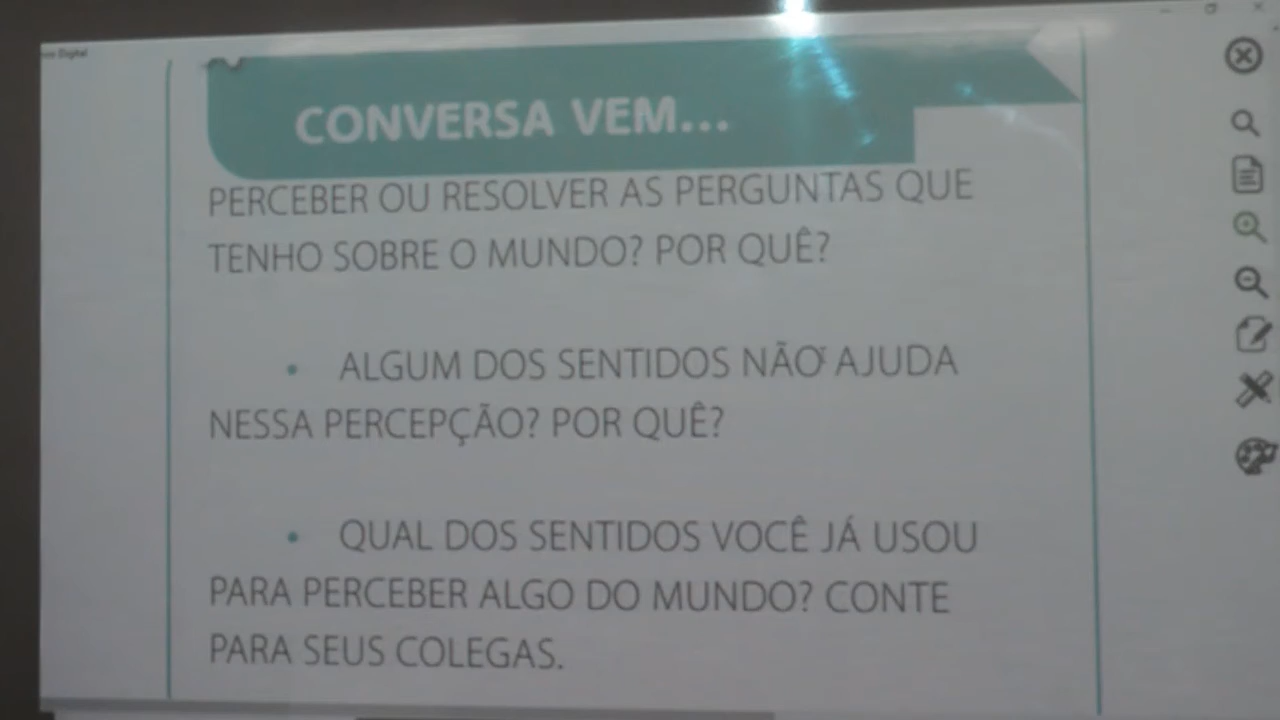 CONVERSA VEM...
PERCEBER OU RESOLVER AS PERGUNTAS QUE
TENHO SOBRE O MUNDO? POR QUÊ?
• ALGUM DOS SENTIDOS NÃO AJUDA
NESSA PERCEPÇÃO? POR QUÊ?
• QUAL DOS SENTIDOS VOCÊ JÁ USOU
PARA PERCEBER ALGO DO MUNDO? CONTE
PARA SEUS COLEGAS.